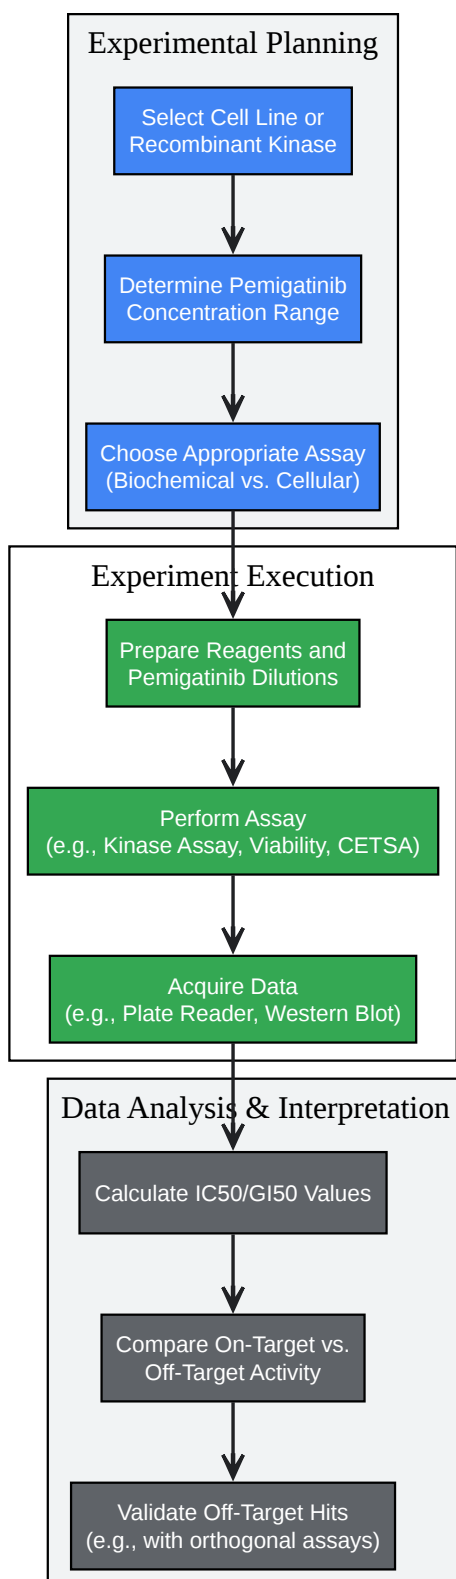 Experimental Planning
Select Cell Line or
Recombinant Kinase
Determine Pemigatinib
Concentration Range
Choose Appropriate Assay
(Biochemical vs. Cellular)
Experiment Execution
Prepare Reagents and
Pemigatinib Dilutions
Perform Assay
(e.g., Kinase Assay, Viability, CETSA)
Acquire Data
(e.g., Plate Reader, Western Blot)
Data Analysis & Interpretation
Calculate IC50/GI50 Values
Compare On-Target vs.
Off-Target Activity
Validate Off-Target Hits
(e.g., with orthogonal assays)